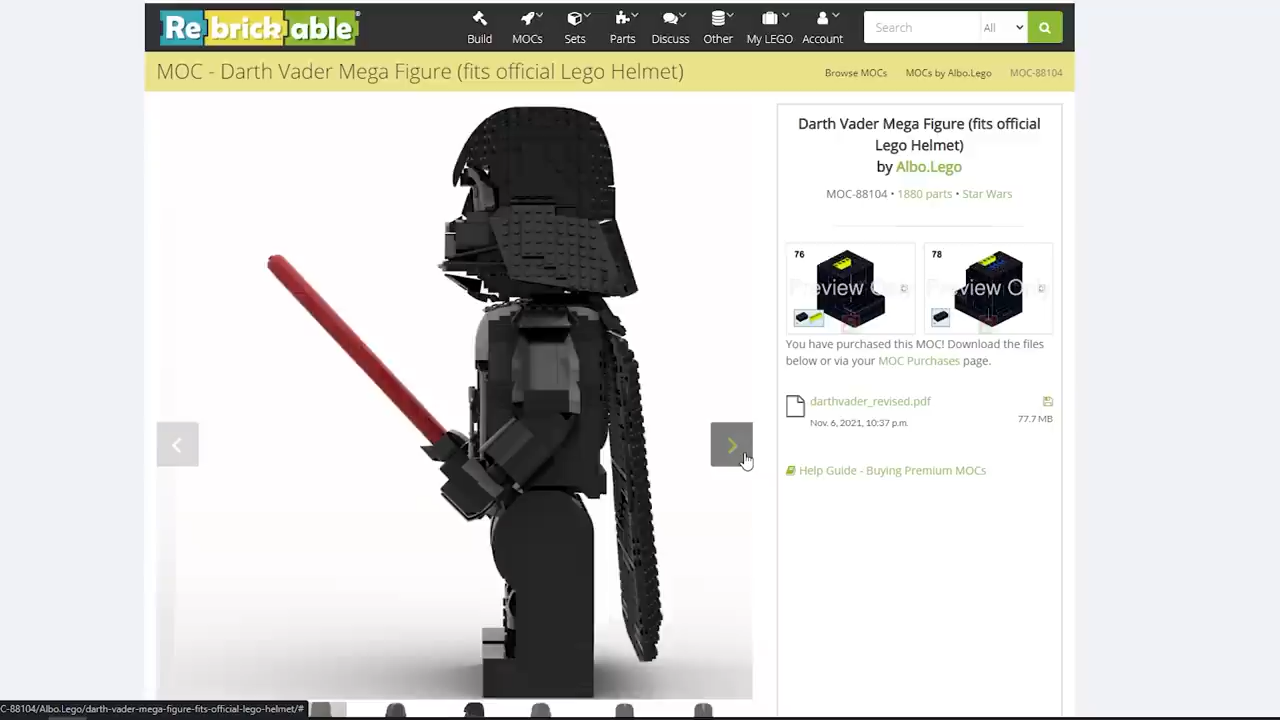 Rebrickable
Build
MOCs
Sets
Parts
Discuss
Other
My LEGO
Account
Search
All
MOC - Darth Vader Mega Figure (fits official Lego Helmet)
Browse MOCs
MOCs by Albo.Lego
MOC-88104
Darth Vader Mega Figure (fits official
Lego Helmet)
by Albo.Lego
MOC-88104 • 1880 parts • Star Wars
76
Preview
78
Preview Only
You have purchased this MOC! Download the files
below or via your MOC Purchases page.
darthvader_revised.pdf
Nov. 6, 2021, 10:37 p.m.
77.7 MB
Help Guide - Buying Premium MOCs
C-88104/Albo.Lego/darth-vader-mega-figure-fits-official-lego-helmet/#